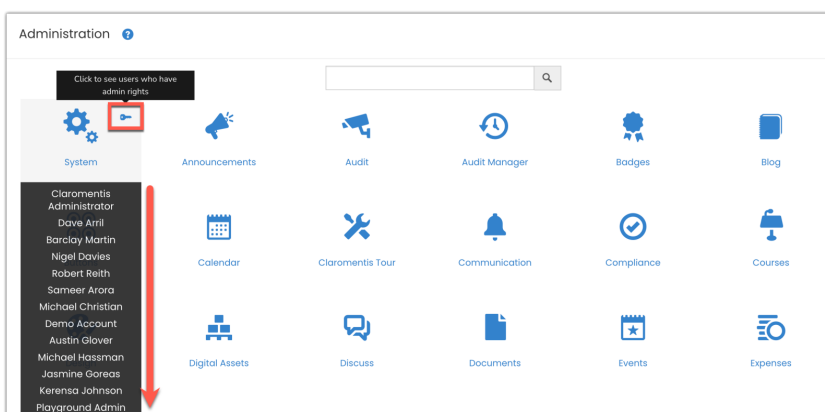 Administration ?
Click to see users who have
admin rights
System
Announcements
Audit
Audit Manager
Badges
Blog
Claromentis
Administrator
Dave Arril
Barclay Martin
Nigel Davies
Robert Reith
Sameer Arora
Michael Christian
Demo Account
Austin Glover
Michael Hassman
Jasmine Goreas
Kerensa Johnson
Playground Admin
Calendar
Claromentis Tour
Communication
Compliance
Courses
Digital Assets
Discuss
Documents
Events
Expenses